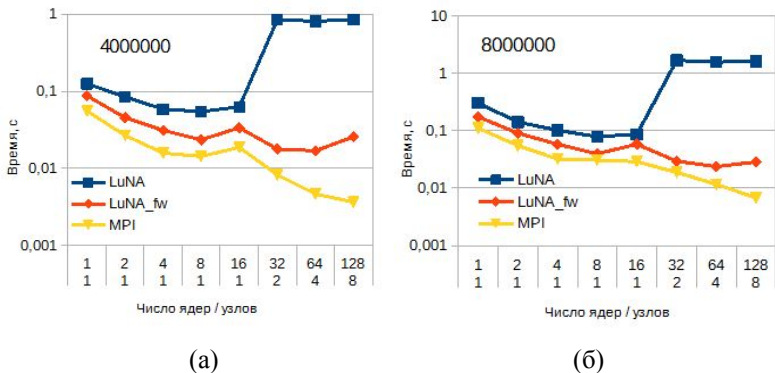 1
0,1
0,01
0,001
Время, с
4000000
LuNA
LuNA_fw
MPI
1 2 4 8 16 32 64 128
1 1 1 1 1 2 4 8
Число ядер / узлов
(а)
10
1
0,1
0,01
0,001
Время, с
8000000
LuNA
LuNA_fw
MPI
1 2 4 8 16 32 64 128
1 1 1 1 1 2 4 8
Число ядер / узлов
(б)